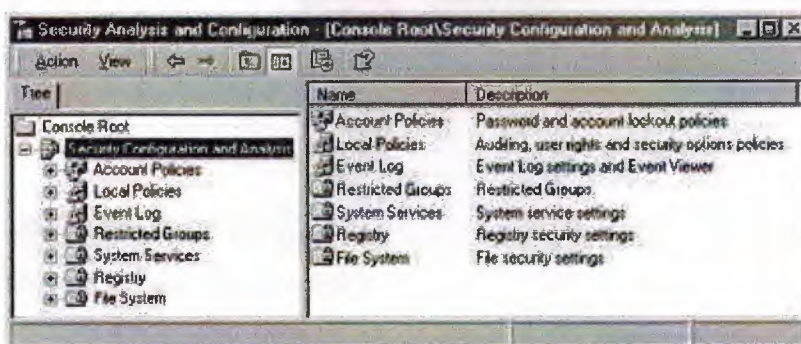 Security Analysis and Configuration - [Console Root\Security Configuration and Analysis]
Action View
Tree
Console Root
Security Configuration and Analysis
Account Policies
Local Policies
Event Log
Restricted Groups
System Services
Registry
File System
Name Description
Account Policies Password and account lockout policies
Local Policies Auditing, user rights and security options policies
Event Log Event Log settings and Event Viewer
Restricted Groups Restricted Groups
System Services System service settings
Registry Registry security settings
File System File security settings